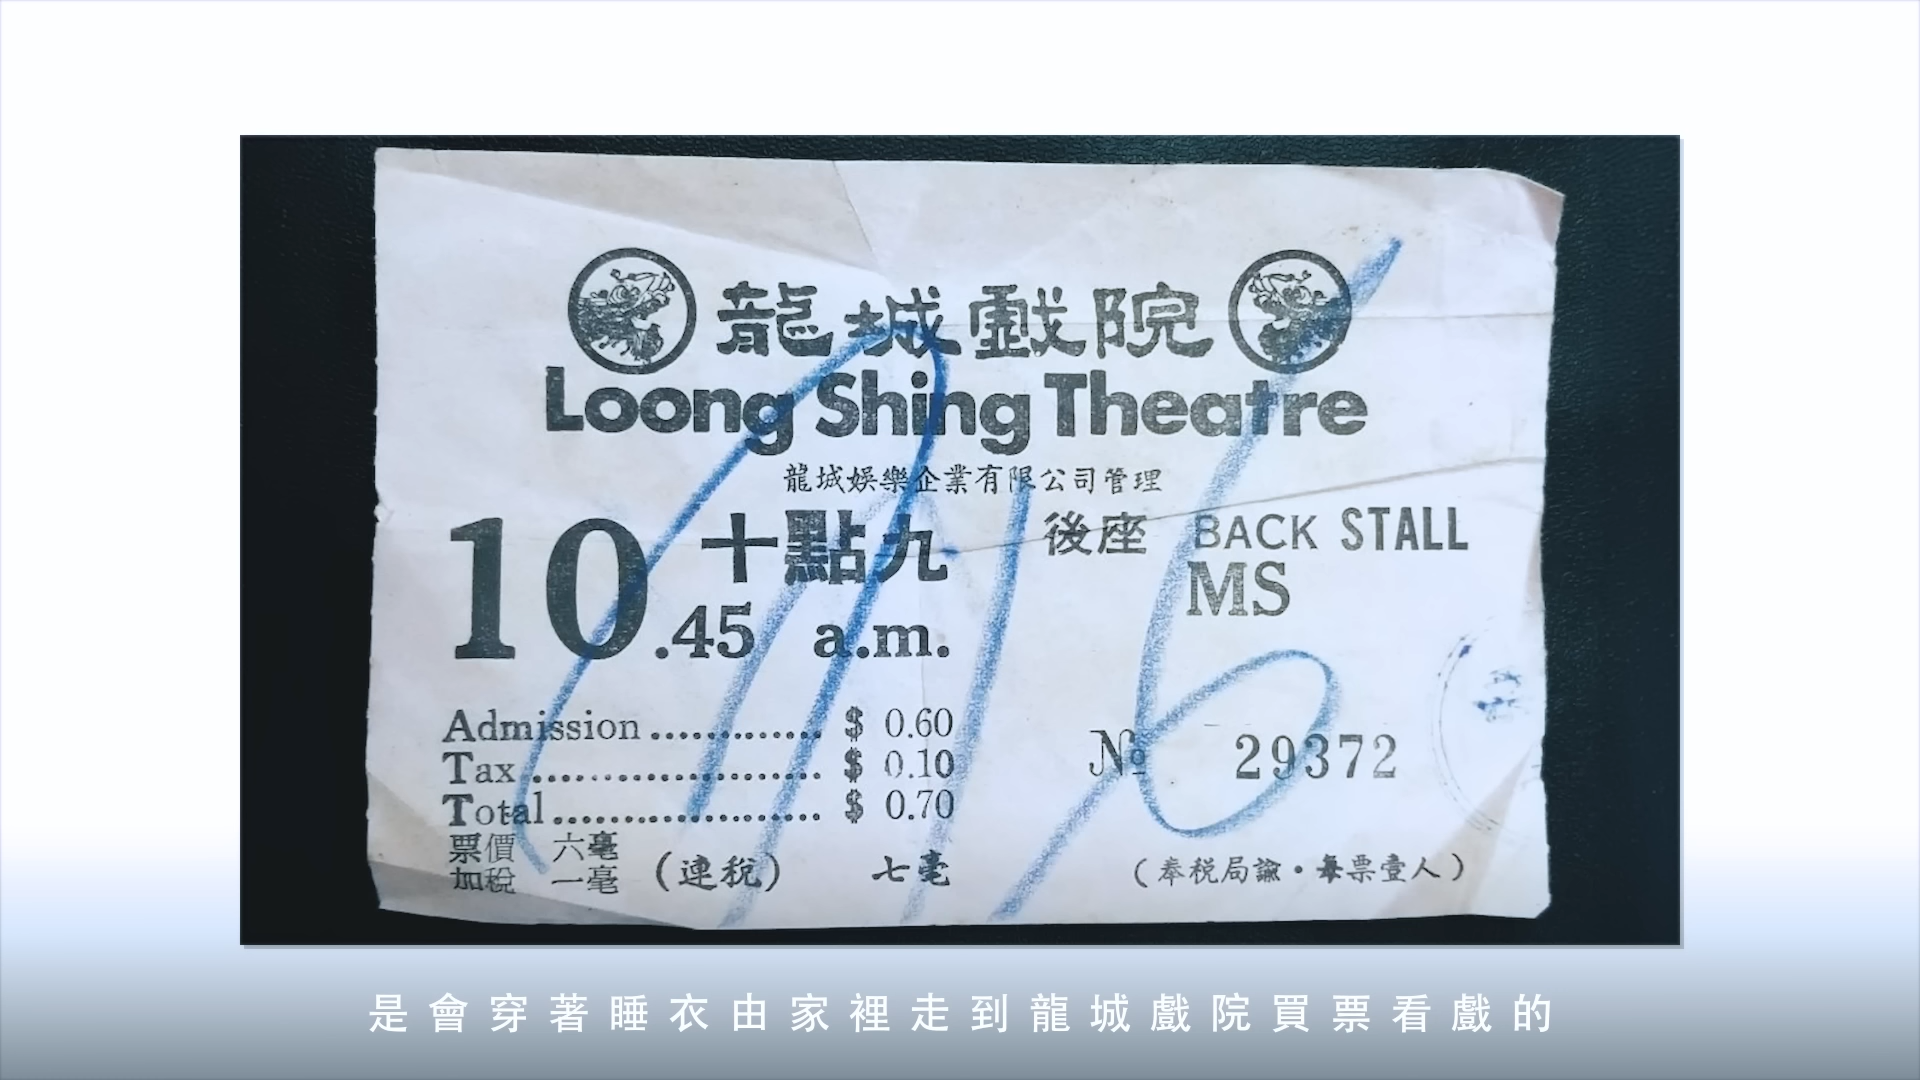 龍城戲院
Loong Shing Theatre
龍城娛樂企業有限公司管理
10.45 a.m. 十點九
後座 BACK STALL
MS
Admission.............. $ 0.60
Tax........................ $ 0.10
Total...................... $ 0.70
№ 29372
票價 六毫
加稅 一毫 (連稅) 七毫
(奉税局諭・每票壹人)
是會穿著睡衣由家裡走到龍城戲院買票看戲的